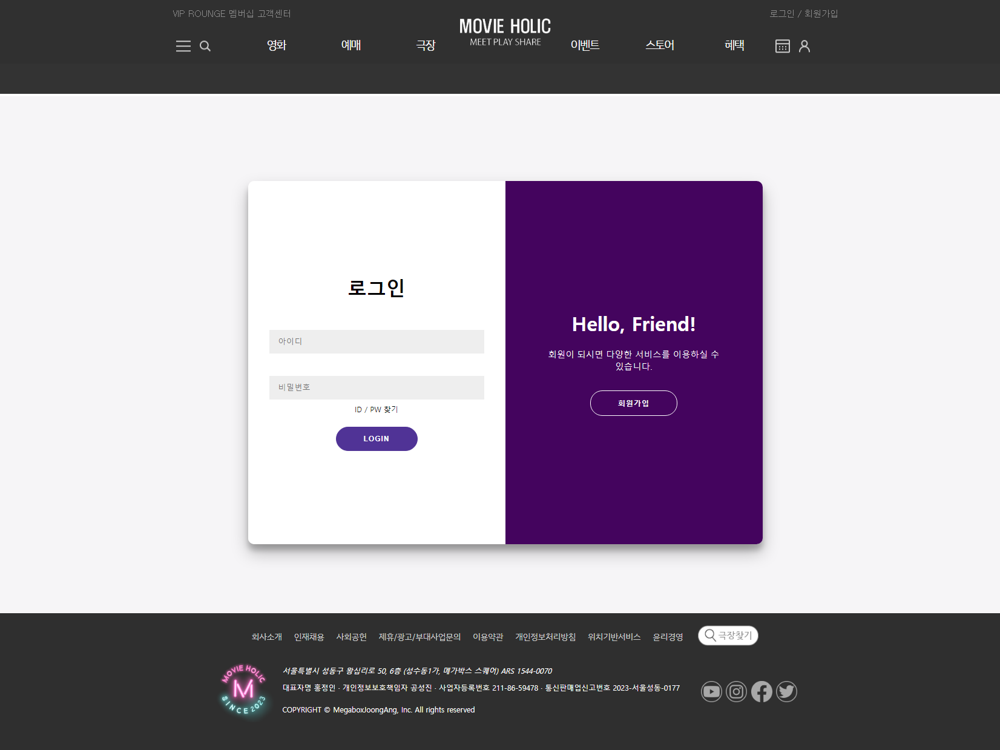 VIP ROUNGE 멤버십 고객센터
로그인 / 회원가입
MOVIE HOLIC
MEET PLAY SHARE
영화 예매 극장 이벤트 스토어 혜택
로그인
아이디
비밀번호
ID / PW 찾기
LOGIN
Hello, Friend!
회원이 되시면 다양한 서비스를 이용하실 수
있습니다.
회원가입
회사소개 인재채용 사회공헌 제휴/광고/부대사업문의 이용약관 개인정보처리방침 위치기반서비스 윤리경영 극장찾기
MOVIE HOLIC
M
SINCE 2023
서울특별시 성동구 왕십리로 50, 6층 (성수동1가, 메가박스 스퀘어) ARS 1544-0070
대표자명 홍정인 · 개인정보보호책임자 공성진 · 사업자등록번호 211-86-59478 · 통신판매업신고번호 2023-서울성동-0177
COPYRIGHT © MegaboxJoongAng, Inc. All rights reserved